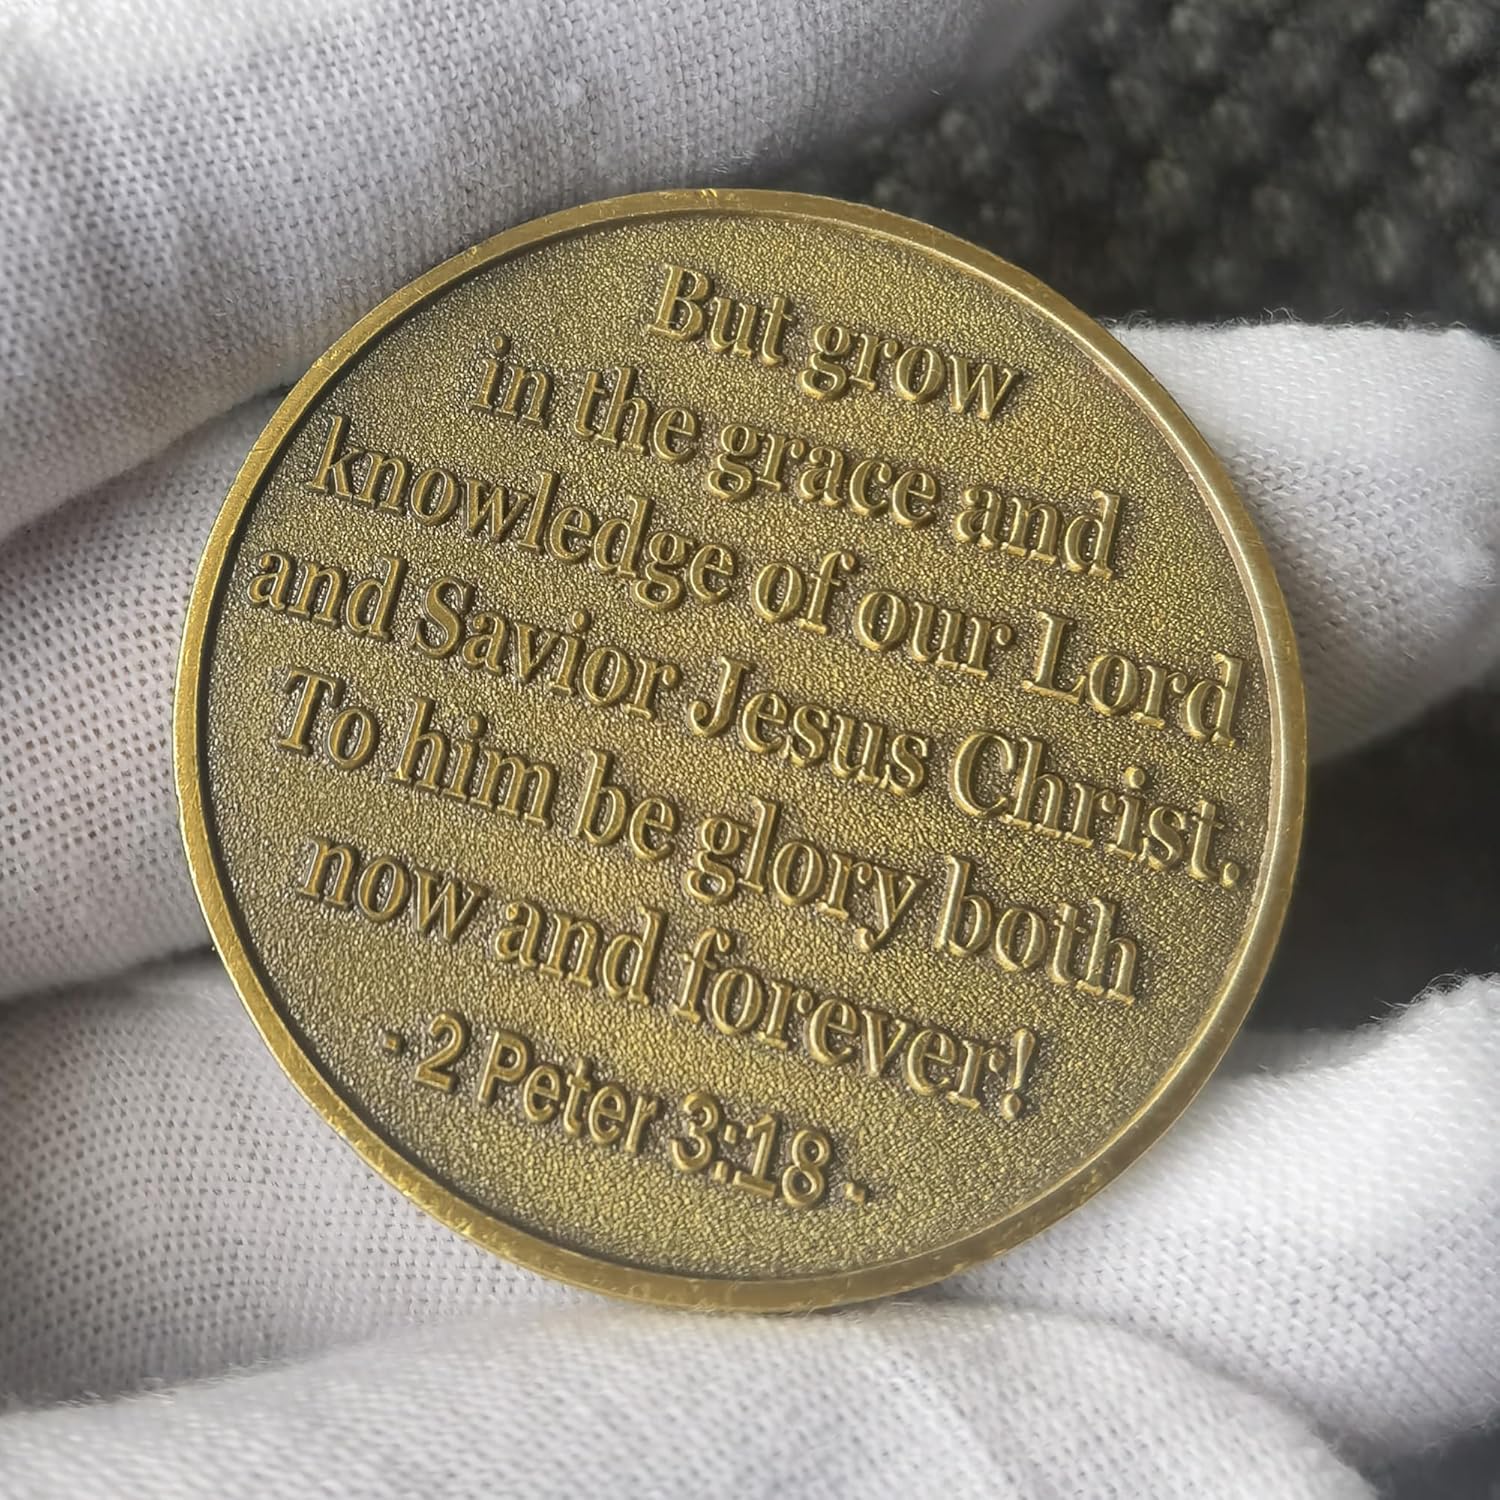 But grow
in the grace and
knowledge of our Lord
and Savior Jesus Christ.
To him be glory both
now and forever!
- 2 Peter 3:18 -